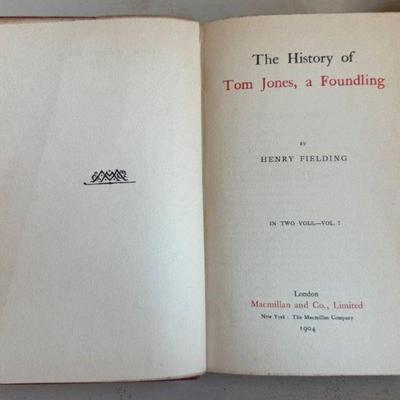 The History of
Tom Jones, a Foundling
BY
HENRY FIELDING
IN TWO VOLS.—VOL. I
London
Macmillan and Co., Limited
New York: The Macmillan Company
1904